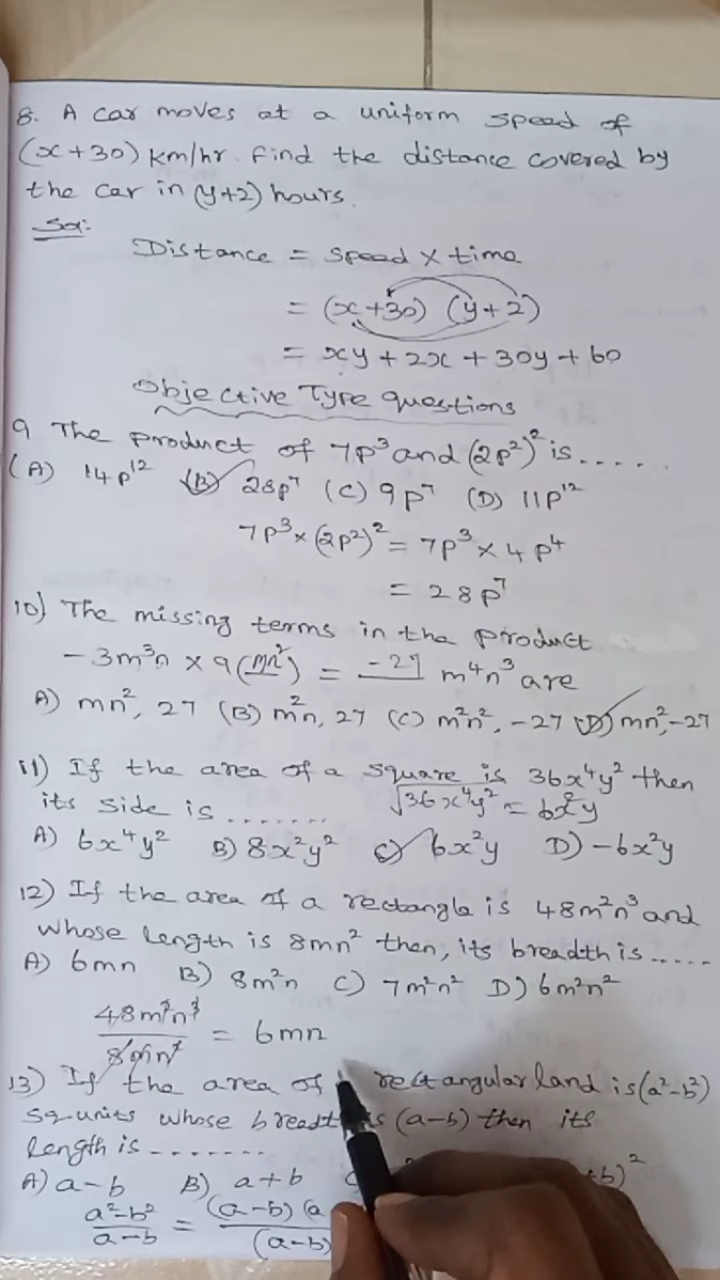 8. A car moves at a uniform speed of
(x+30) km/hr. find the distance covered by
the car in (y+2) hours.
Sol:
Distance = speed × time
= (x+30) (y+2)
= xy + 2x + 30y + 60
Objective Type questions
9 The product of 7p³ and (2p²)² is .....
(A) 14p¹² (B) 28p⁷ (C) 9p⁷ (D) 11p¹²
7p³ × (2p²)² = 7p³ × 4p⁴
= 28p⁷
10) The missing terms in the product
-3m³n × 9(mn²) = -27 m⁴n³ are
A) mn², 27 (B) m²n, 27 (C) m²n², -27 (D) mn², -27
11) If the area of a square is 36x⁴y² then
its side is ....... √36x⁴y² = 6x²y
A) 6x⁴y² B) 8x²y² C) 6x²y D) -6x²y
12) If the area of a rectangle is 48m²n³ and
whose length is 8mn² then, its breadth is .....
A) 6mn B) 8m²n C) 7m²n² D) 6m²n²
48m²n³/8mn² = 6mn
13) If the area of rectangular land is (a²-b²)
sq.units whose breadth is (a-b) then its
length is .......
A) a-b B) a+b +b)²
a²-b²/a-b = (a-b)(a /(a-b)